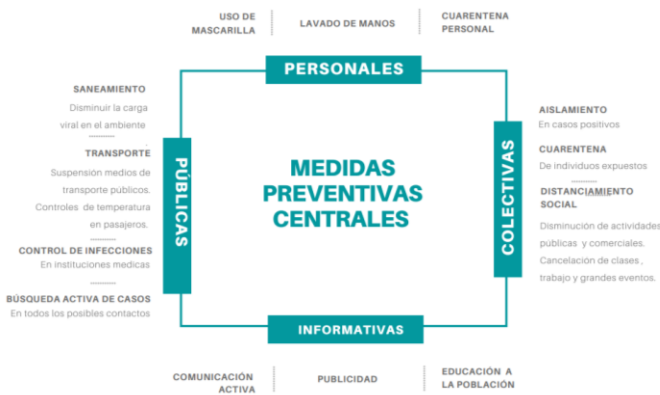 USO DE
MASCARILLA
LAVADO DE MANOS
CUARENTENA
PERSONAL
PERSONALES
SANEAMIENTO
Disminuir la carga
viral en el ambiente
TRANSPORTE
Suspensión medios de
transporte públicos.
Controles de temperatura
en pasajeros.
CONTROL DE INFECCIONES
En instituciones medicas
BÚSQUEDA ACTIVA DE CASOS
En todos los posibles contactos
PÚBLICAS
MEDIDAS
PREVENTIVAS
CENTRALES
COLECTIVAS
AISLAMIENTO
En casos positivos
CUARENTENA
De individuos expuestos
DISTANCIAMIENTO
SOCIAL
Disminución de actividades
públicas y comerciales.
Cancelación de clases,
trabajo y grandes eventos.
INFORMATIVAS
COMUNICACIÓN
ACTIVA
PUBLICIDAD
EDUCACIÓN A
LA POBLACIÓN